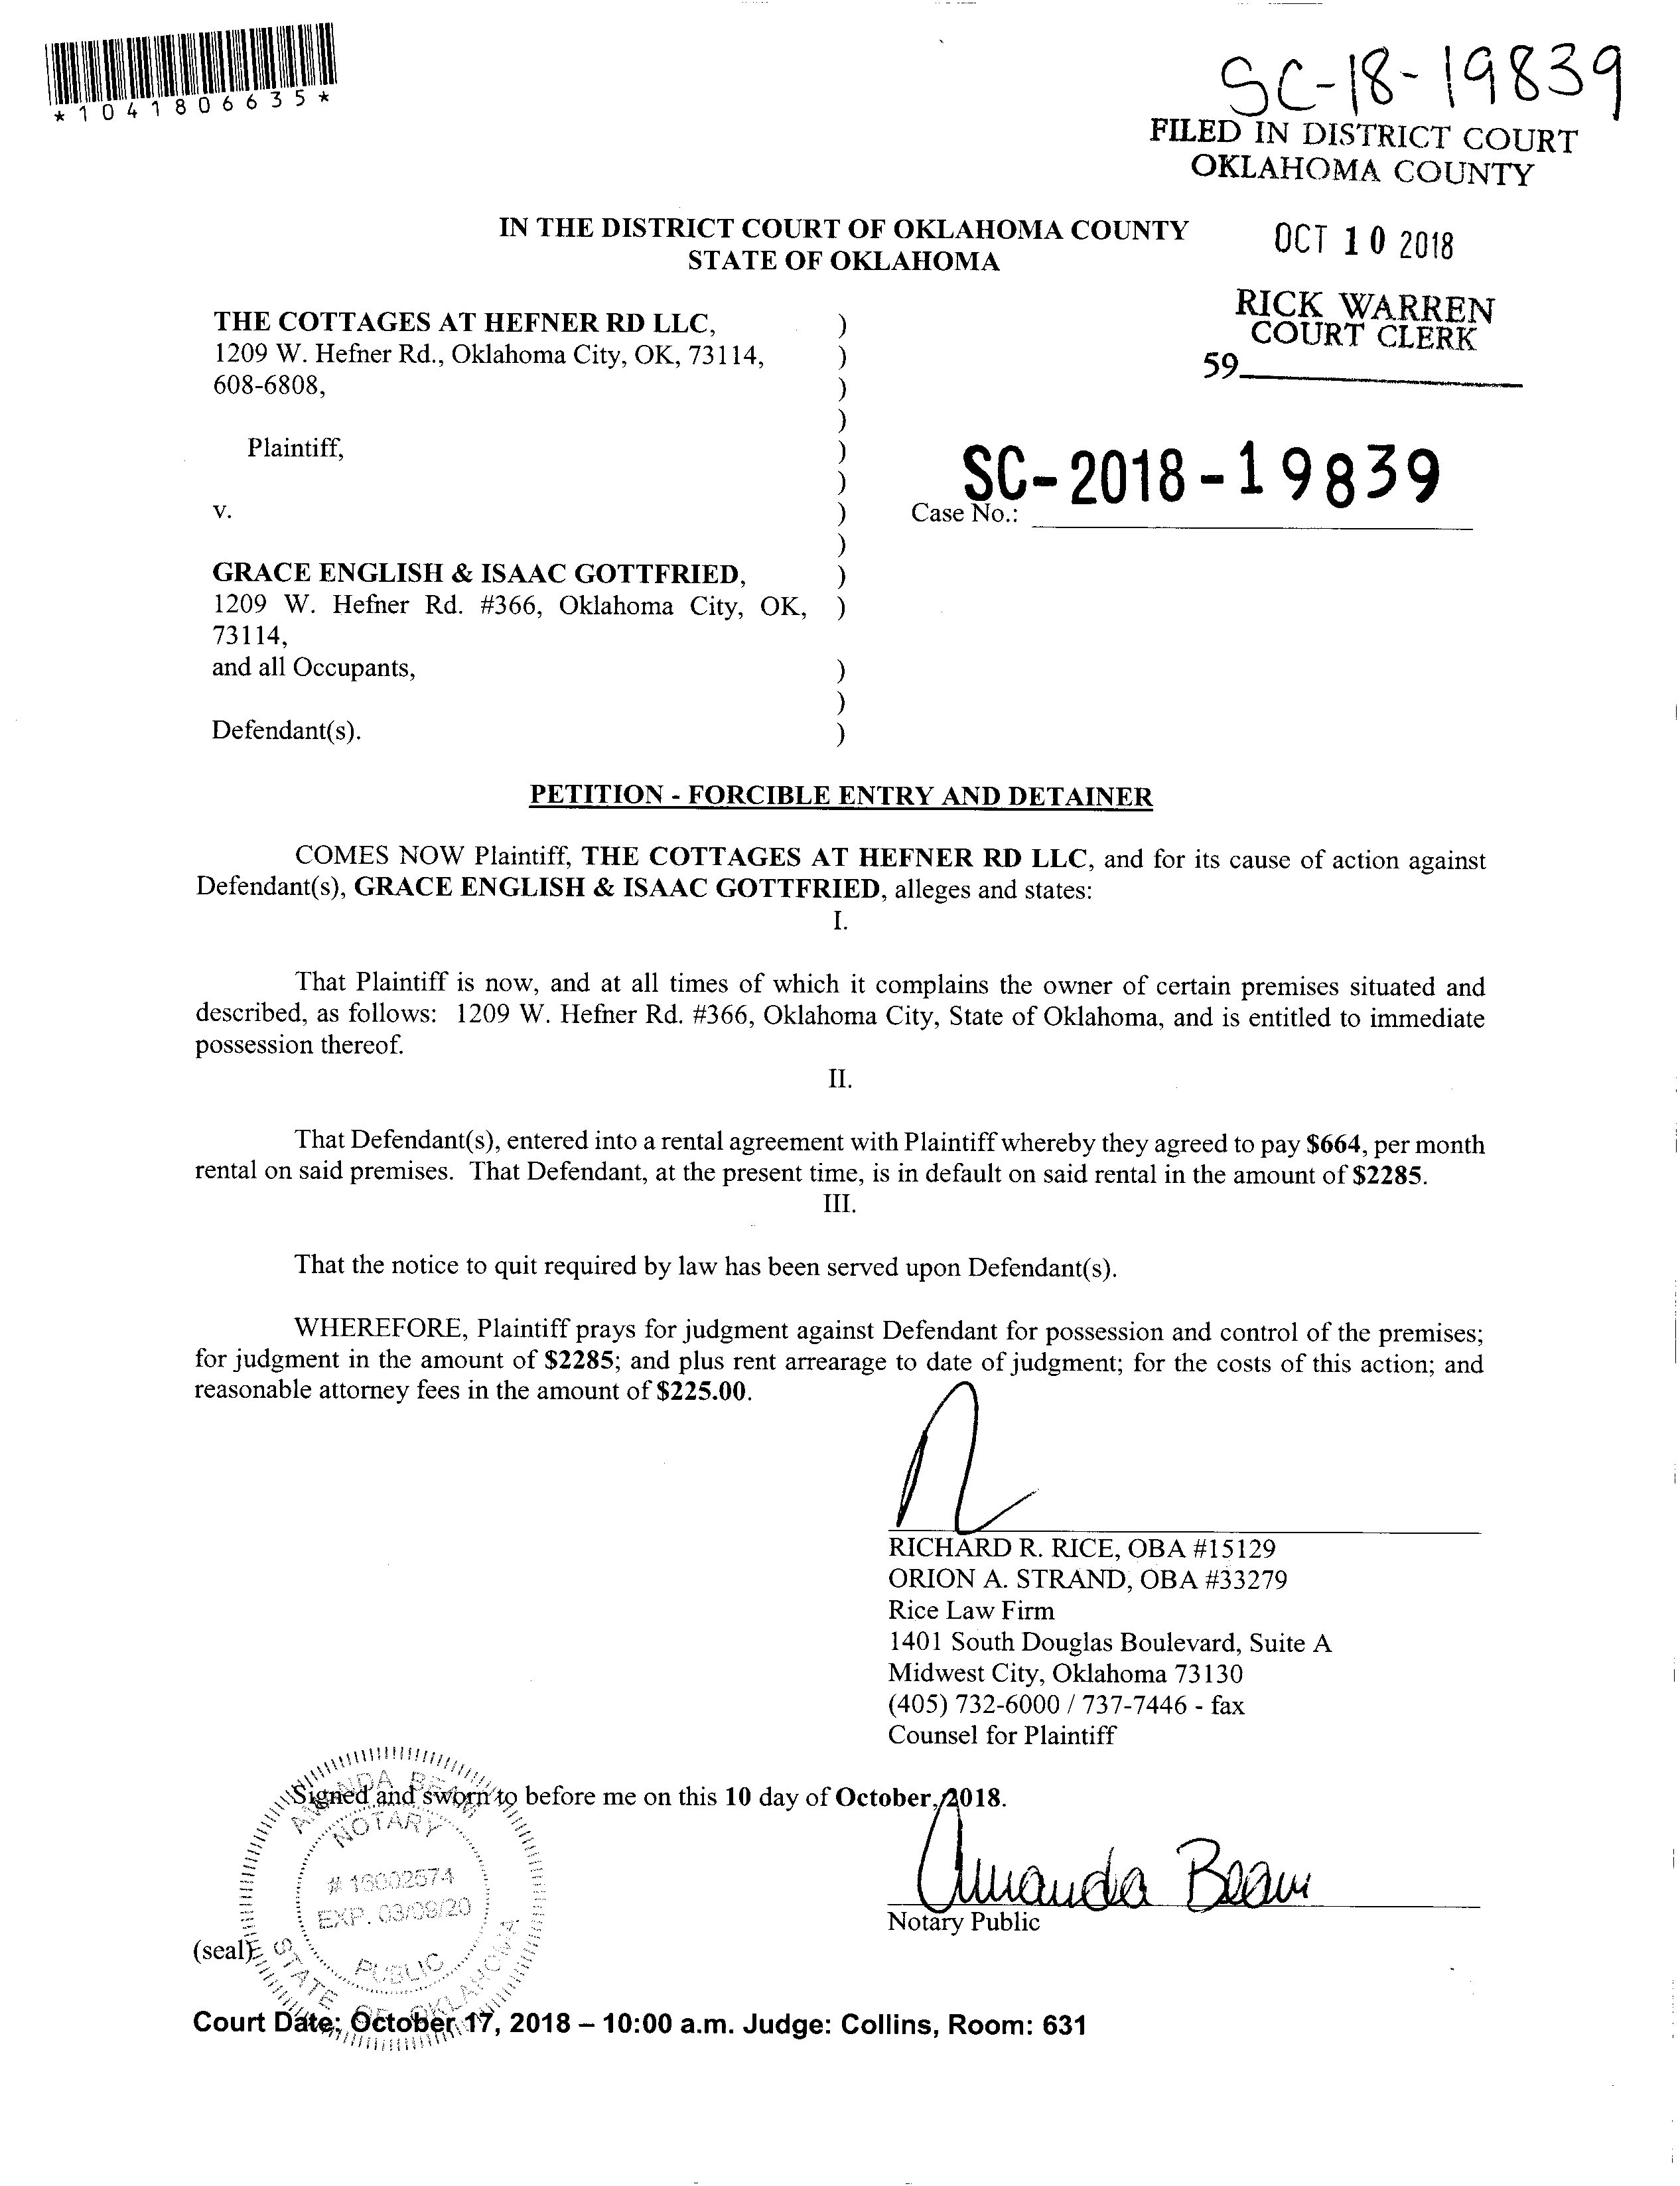 *1041806635*
SC-18-19839
FILED IN DISTRICT COURT
OKLAHOMA COUNTY
IN THE DISTRICT COURT OF OKLAHOMA COUNTY
STATE OF OKLAHOMA
OCT 10 2018
RICK WARREN
COURT CLERK
59
THE COTTAGES AT HEFNER RD LLC, )
1209 W. Hefner Rd., Oklahoma City, OK, 73114, )
608-6808, )
)
Plaintiff, )
)
SC-2018-19839
v. ) Case No.:
)
GRACE ENGLISH & ISAAC GOTTFRIED, )
1209 W. Hefner Rd. #366, Oklahoma City, OK, )
73114,
and all Occupants, )
)
Defendant(s). )
PETITION - FORCIBLE ENTRY AND DETAINER
COMES NOW Plaintiff, THE COTTAGES AT HEFNER RD LLC, and for its cause of action against
Defendant(s), GRACE ENGLISH & ISAAC GOTTFRIED, alleges and states:
I.
That Plaintiff is now, and at all times of which it complains the owner of certain premises situated and
described, as follows: 1209 W. Hefner Rd. #366, Oklahoma City, State of Oklahoma, and is entitled to immediate
possession thereof.
II.
That Defendant(s), entered into a rental agreement with Plaintiff whereby they agreed to pay $664, per month
rental on said premises. That Defendant, at the present time, is in default on said rental in the amount of $2285.
III.
That the notice to quit required by law has been served upon Defendant(s).
WHEREFORE, Plaintiff prays for judgment against Defendant for possession and control of the premises;
for judgment in the amount of $2285; and plus rent arrearage to date of judgment; for the costs of this action; and
reasonable attorney fees in the amount of $225.00.
RICHARD R. RICE, OBA #15129
ORION A. STRAND, OBA #33279
Rice Law Firm
1401 South Douglas Boulevard, Suite A
Midwest City, Oklahoma 73130
(405) 732-6000 / 737-7446 - fax
Counsel for Plaintiff
Signed and sworn to before me on this 10 day of October, 2018.
AMANDA BEAM
NOTARY
# 16002574
EXP. 03/09/20
PUBLIC
STATE OF OKLAHOMA
Amanda Beam
Notary Public
(seal)
Court Date: October 17, 2018 – 10:00 a.m. Judge: Collins, Room: 631